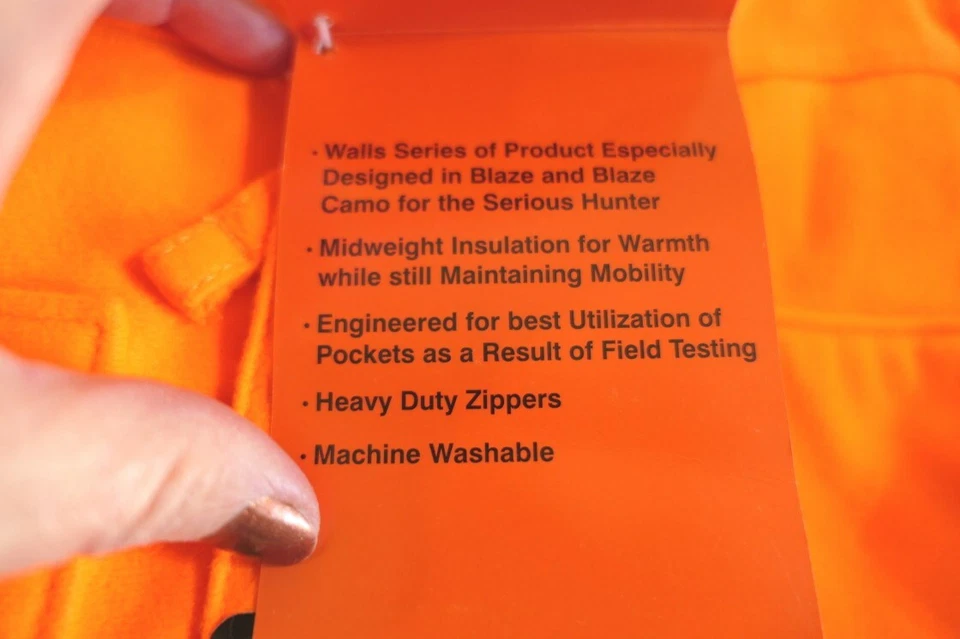 · Walls Series of Product Especially
Designed in Blaze and Blaze
Camo for the Serious Hunter
· Midweight Insulation for Warmth
while still Maintaining Mobility
· Engineered for best Utilization of
Pockets as a Result of Field Testing
· Heavy Duty Zippers
· Machine Washable